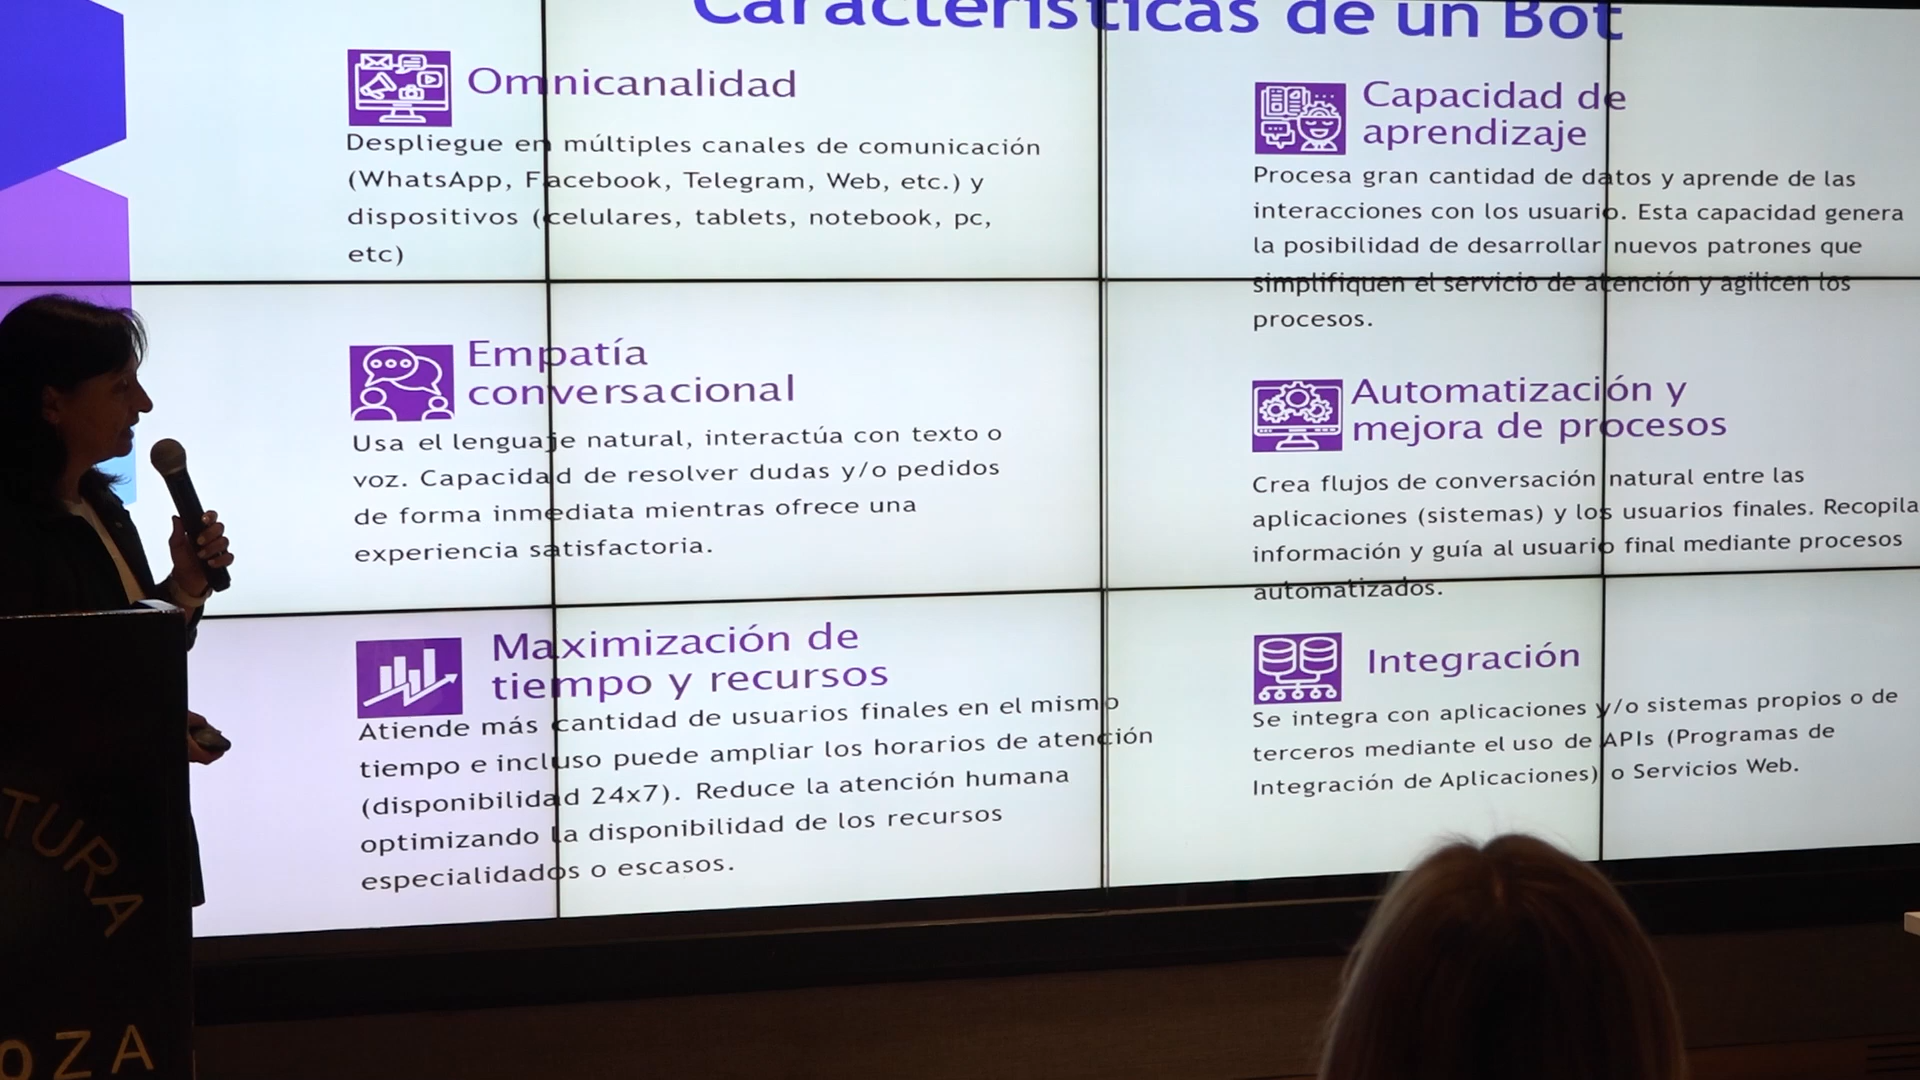 Características de un Bot
Omnicanalidad
Despliegue en múltiples canales de comunicación
(WhatsApp, Facebook, Telegram, Web, etc.) y
dispositivos (celulares, tablets, notebook, pc,
etc)
Empatía
conversacional
Usa el lenguaje natural, interactúa con texto o
voz. Capacidad de resolver dudas y/o pedidos
de forma inmediata mientras ofrece una
experiencia satisfactoria.
Maximización de
tiempo y recursos
Atiende más cantidad de usuarios finales en el mismo
tiempo e incluso puede ampliar los horarios de atención
(disponibilidad 24x7). Reduce la atención humana
optimizando la disponibilidad de los recursos
especialidados o escasos.
Capacidad de
aprendizaje
Procesa gran cantidad de datos y aprende de las
interacciones con los usuario. Esta capacidad genera
la posibilidad de desarrollar nuevos patrones que
simplifiquen el servicio de atención y agilicen los
procesos.
Automatización y
mejora de procesos
Crea flujos de conversación natural entre las
aplicaciones (sistemas) y los usuarios finales. Recopila
información y guía al usuario final mediante procesos
automatizados.
Integración
Se integra con aplicaciones y/o sistemas propios o de
terceros mediante el uso de APIs (Programas de
Integración de Aplicaciones) o Servicios Web.
TURA
OZA